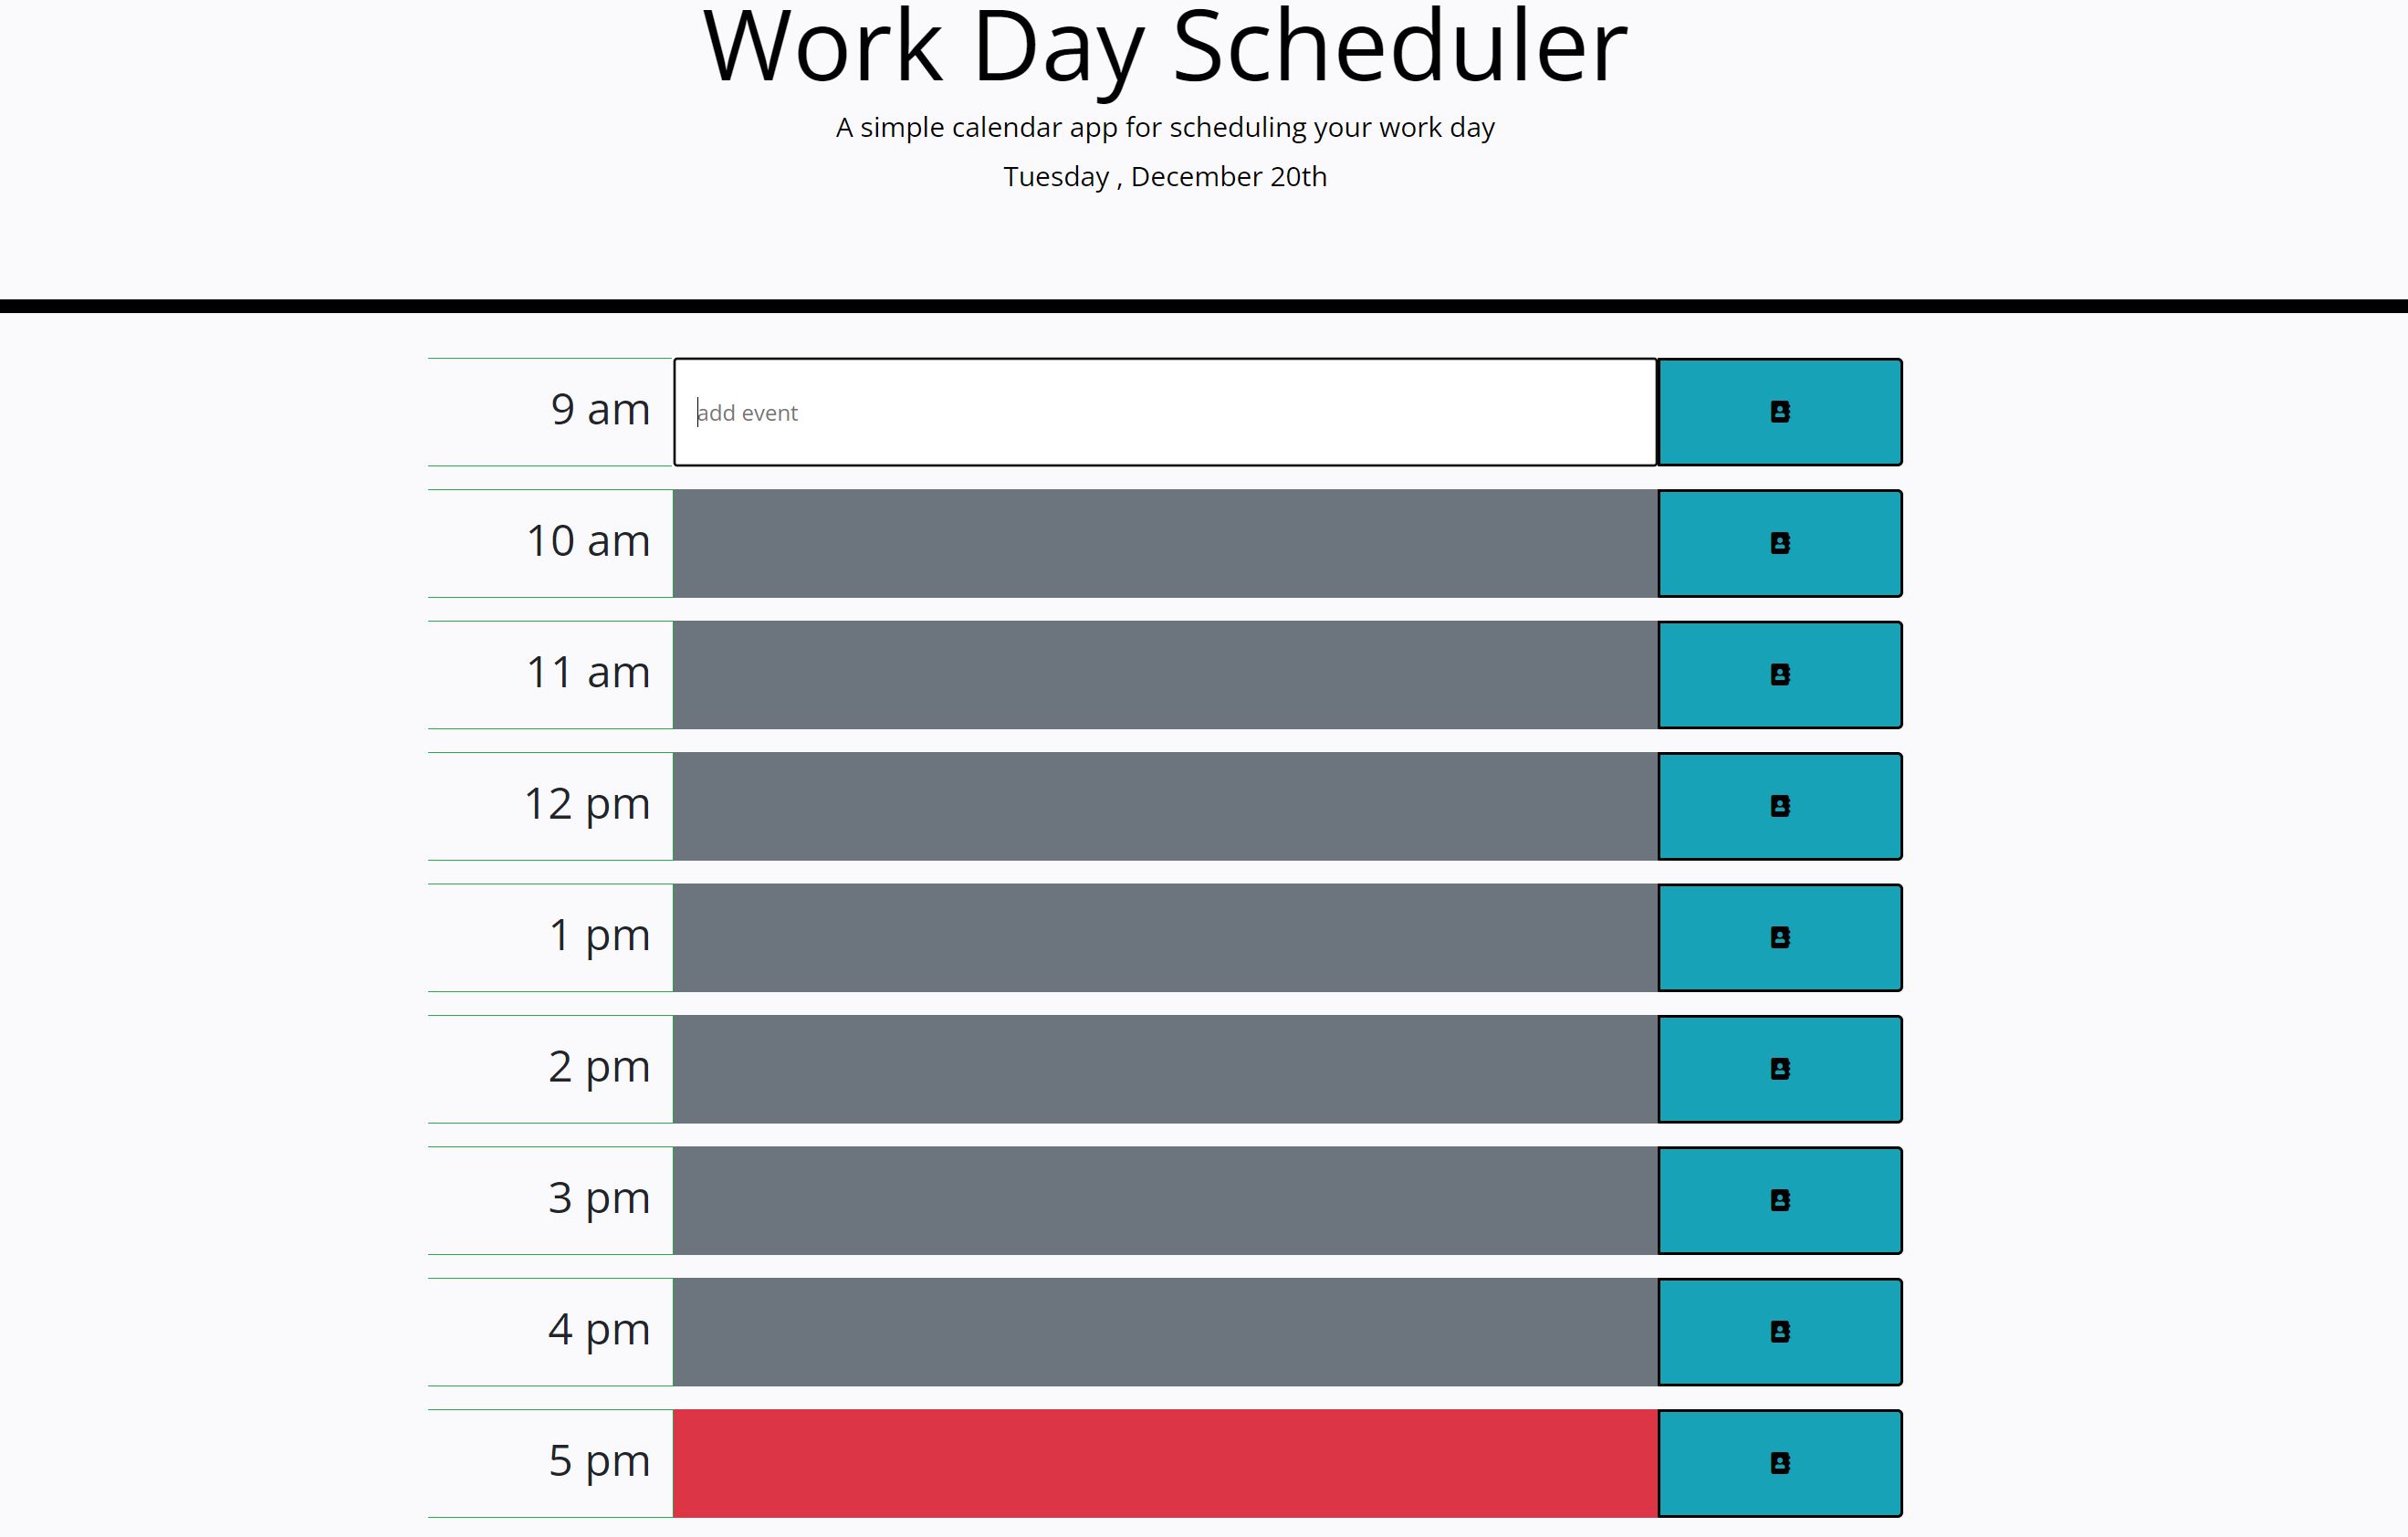 Work Day Scheduler
A simple calendar app for scheduling your work day
Tuesday , December 20th
9 am
add event
10 am
11 am
12 pm
1 pm
2 pm
3 pm
4 pm
5 pm